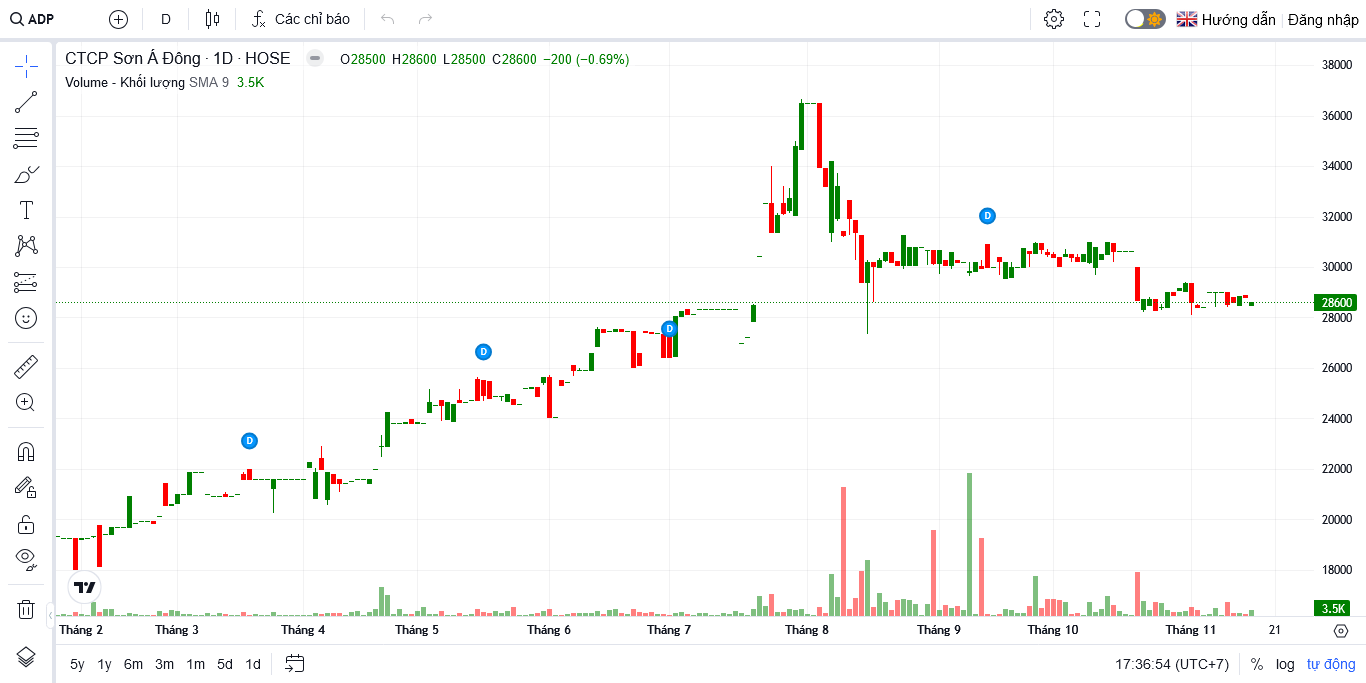 ADP D Các chỉ báo Hướng dẫn Đăng nhập
CTCP Sơn Á Đông · 1D · HOSE O28500 H28600 L28500 C28600 −200 (−0.69%)
Volume - Khối lượng SMA 9 3.5K
38000
36000
34000
32000
30000
28600
28000
26000
24000
22000
20000
18000
3.5K
D
D
D
D
Tháng 2 Tháng 3 Tháng 4 Tháng 5 Tháng 6 Tháng 7 Tháng 8 Tháng 9 Tháng 10 Tháng 11 21
5y 1y 6m 3m 1m 5d 1d 17:36:54 (UTC+7) % log tự động